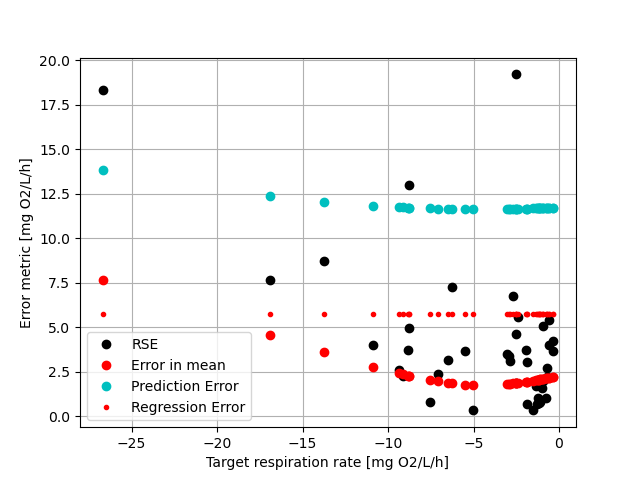 20.0
17.5
15.0
12.5
10.0
7.5
5.0
2.5
0.0
Error metric [mg O2/L/h]
RSE
Error in mean
Prediction Error
Regression Error
−25 −20 −15 −10 −5 0
Target respiration rate [mg O2/L/h]